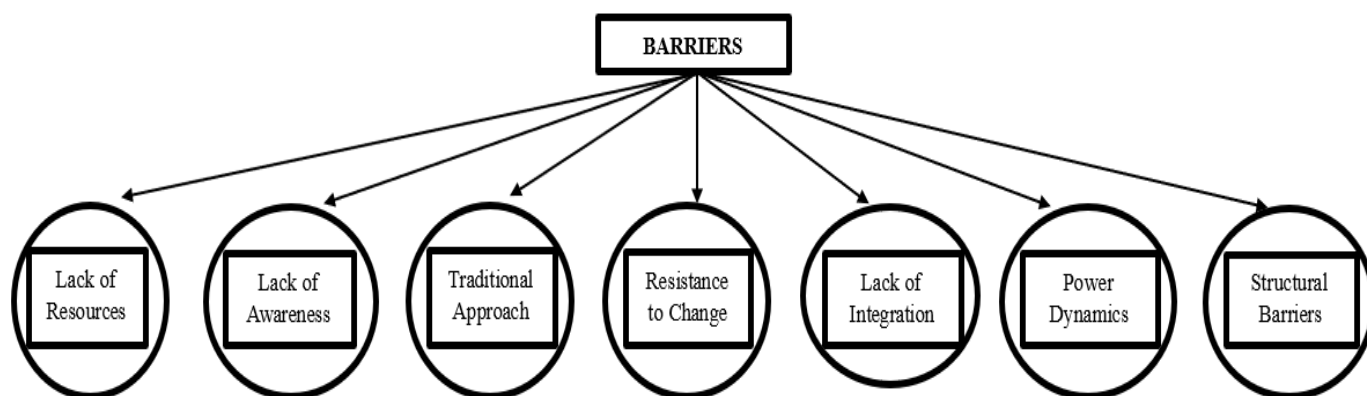 BARRIERS
Lack of
Resources
Lack of
Awareness
Traditional
Approach
Resistance
to Change
Lack of
Integration
Power
Dynamics
Structural
Barriers